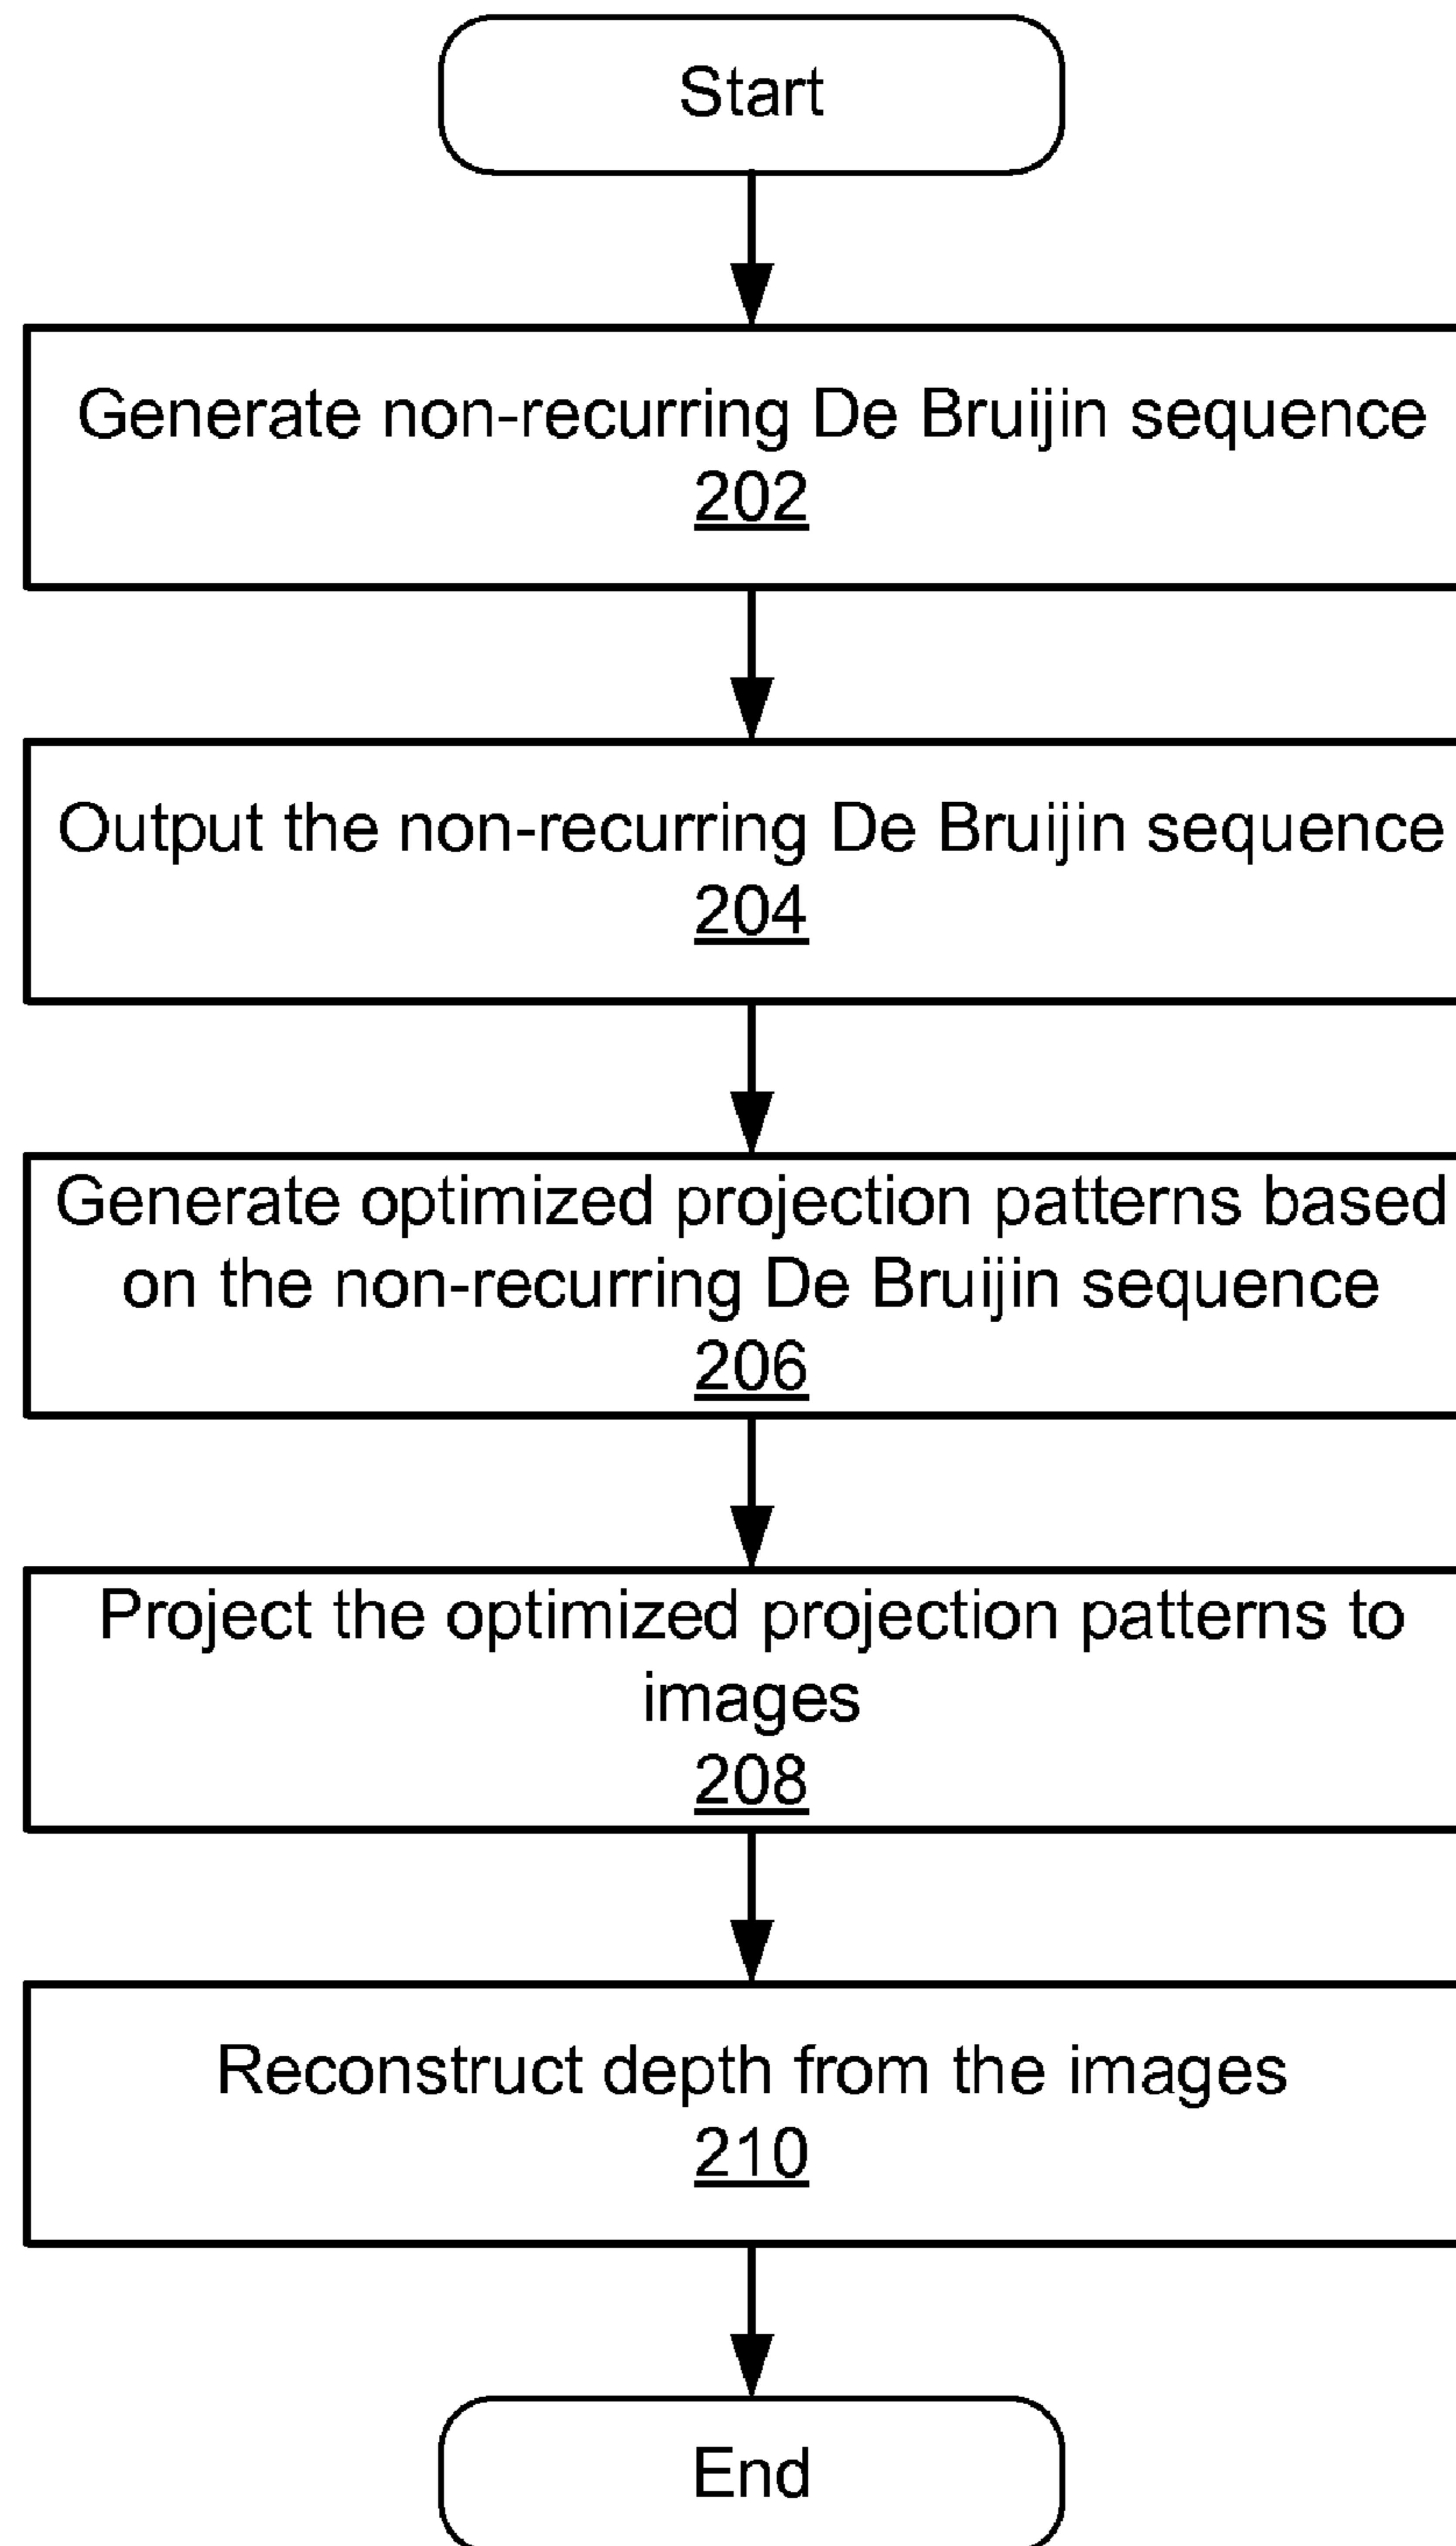 Start
Generate non-recurring De Bruijin sequence
202
Output the non-recurring De Bruijin sequence
204
Generate optimized projection patterns based
on the non-recurring De Bruijin sequence
206
Project the optimized projection patterns to
images
208
Reconstruct depth from the images
210
End